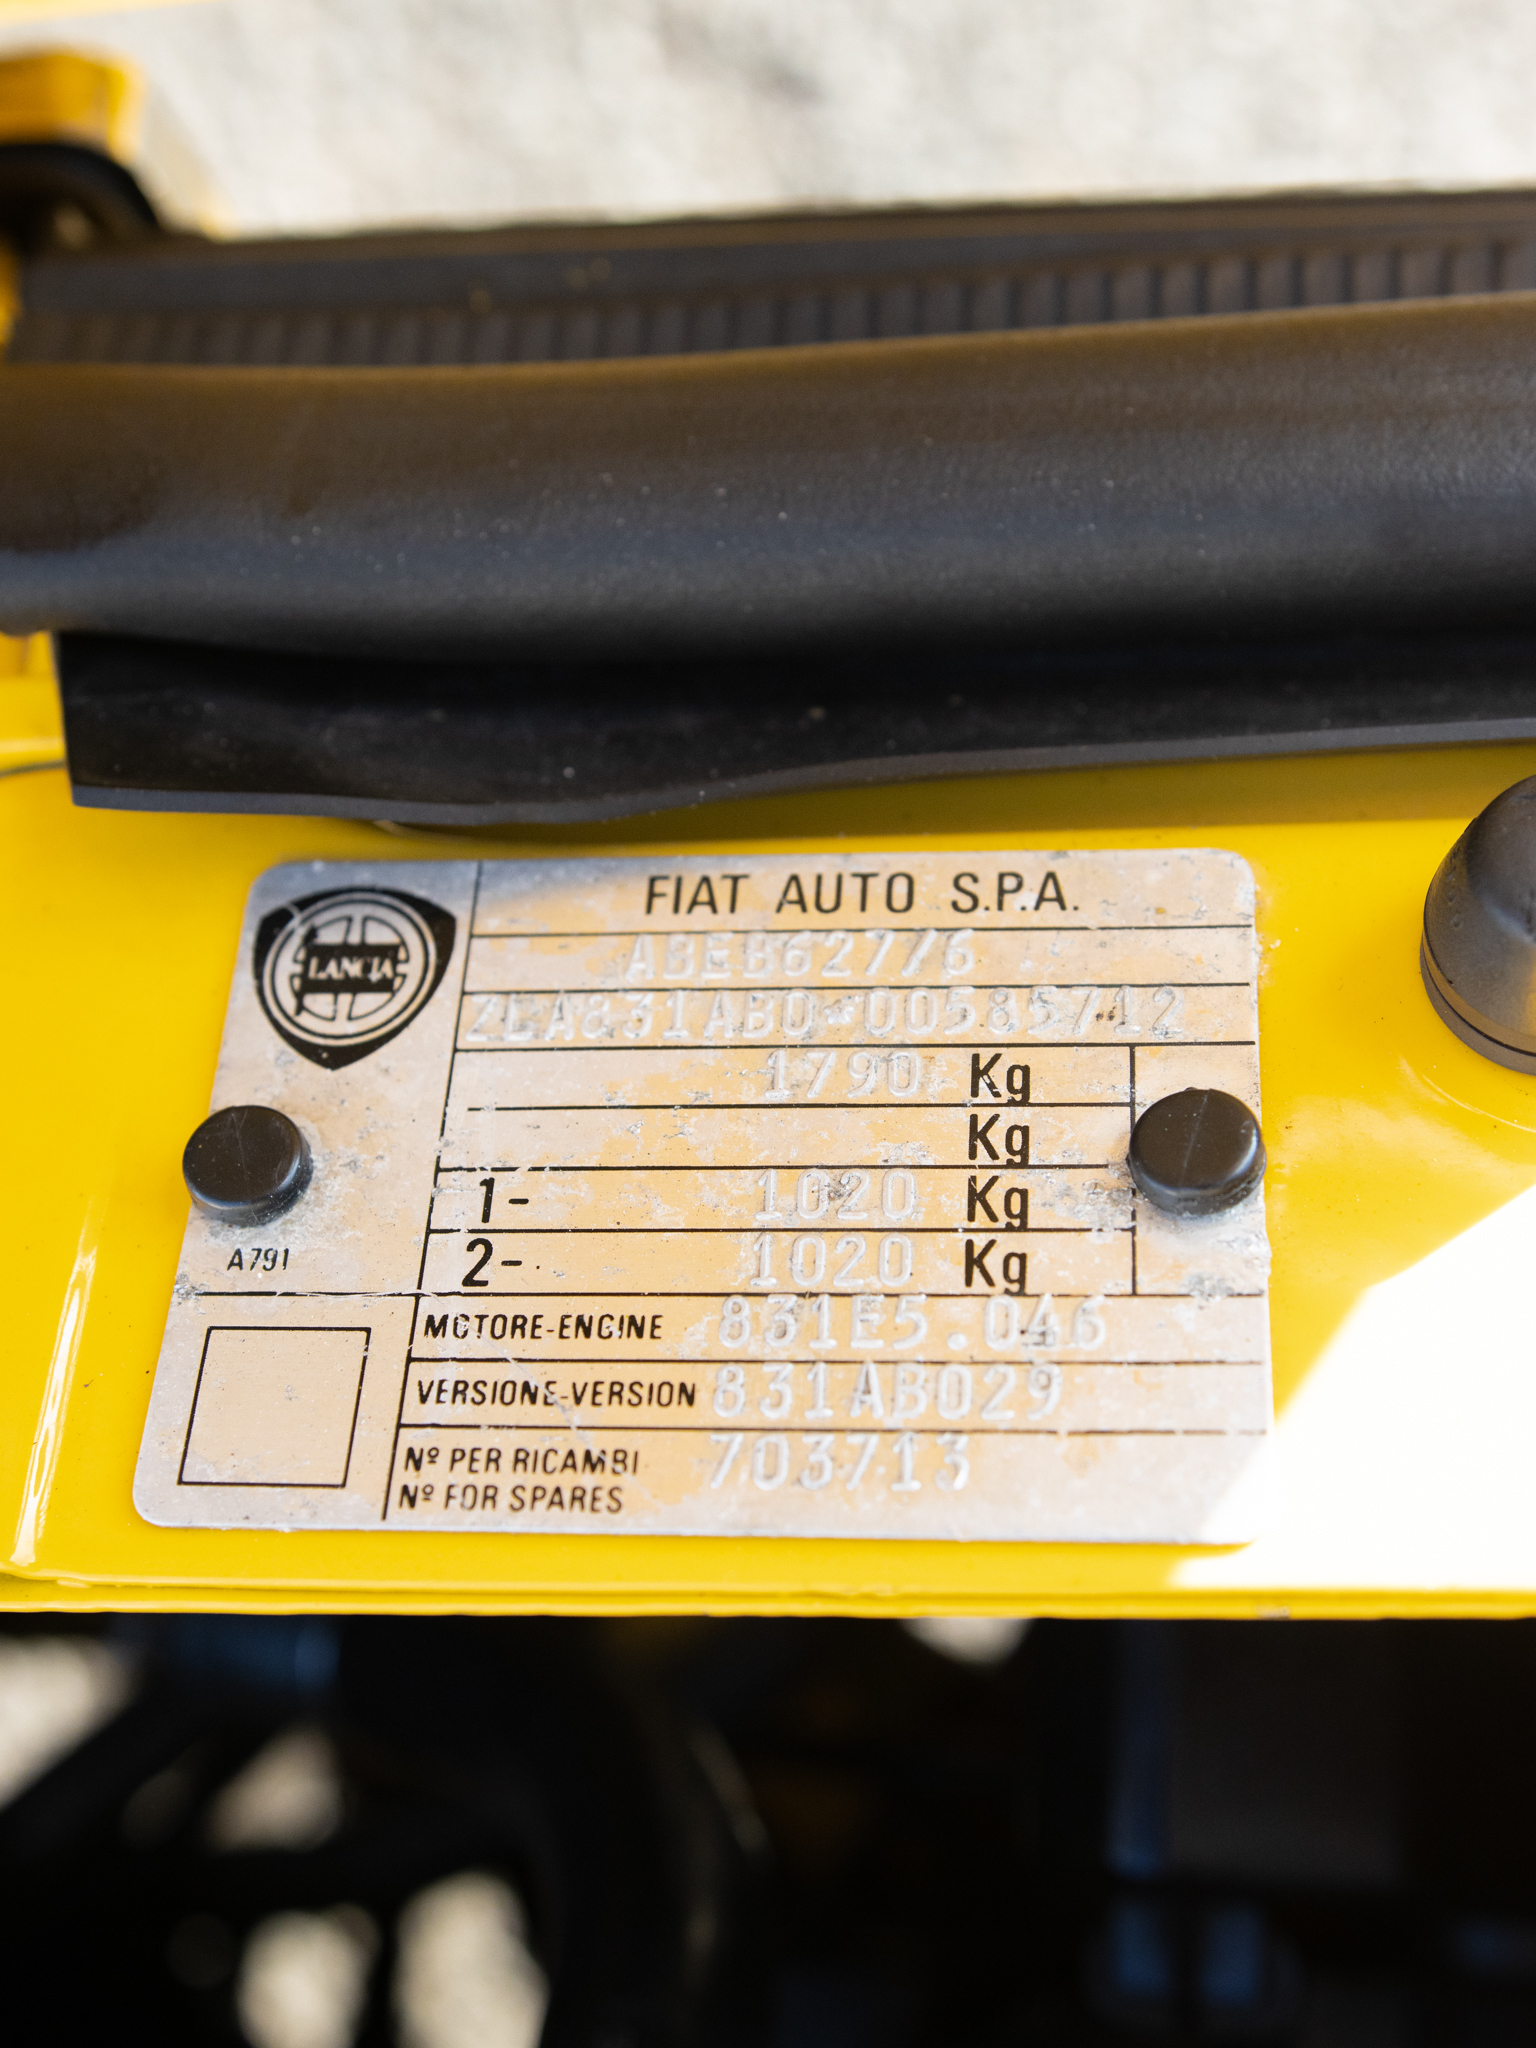 FIAT AUTO S.P.A.
LANCIA
ABEB627/6
ZLA831AB0*00585712
1790 Kg
Kg
1- 1020 Kg
2- 1020 Kg
A791
MOTORE-ENGINE 831E5.046
VERSIONE-VERSION 831AB029
Nº PER RICAMBI 703713
Nº FOR SPARES